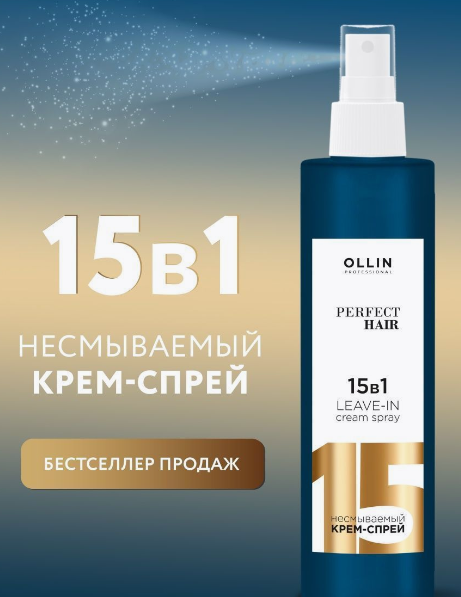 15в1
НЕСМЫВАЕМЫЙ
КРЕМ-СПРЕЙ
БЕСТСЕЛЛЕР ПРОДАЖ
OLLIN
PROFESSIONAL
PERFECT
HAIR
15в1
LEAVE-IN
cream spray
15
несмываемый
КРЕМ-СПРЕЙ